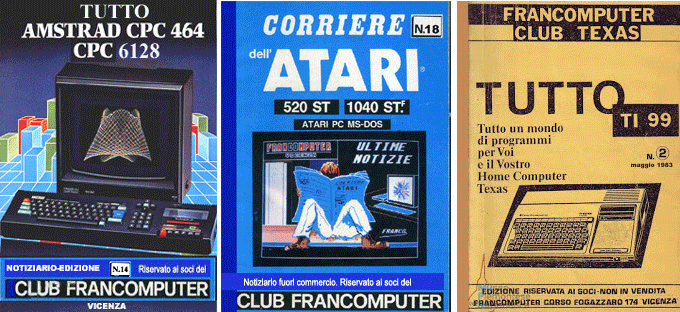 TUTTO
AMSTRAD CPC 464
CPC 6128
NOTIZIARIO-EDIZIONE N.14 Riservato ai soci del
CLUB FRANCOMPUTER
VICENZA
CORRIERE N.18
dell'
ATARI®
520 ST 1040 STF
ATARI PC MS-DOS
FRANCOMPUTER
ULTIME
NOTIZIE
ATARI
FRANCO.
Notiziario fuori commercio. Riservato ai soci del
CLUB FRANCOMPUTER
FRANCOMPUTER
CLUB TEXAS
TUTTO
TI 99
Tutto un mondo
di programmi
per Voi
e il Vostro
Home Computer
Texas
N. 2
maggio 1983
EDIZIONE RISERVATA AI SOCI-NON IN VENDITA
FRANCOMPUTER CORSO FOGAZZARO 174 VICENZA